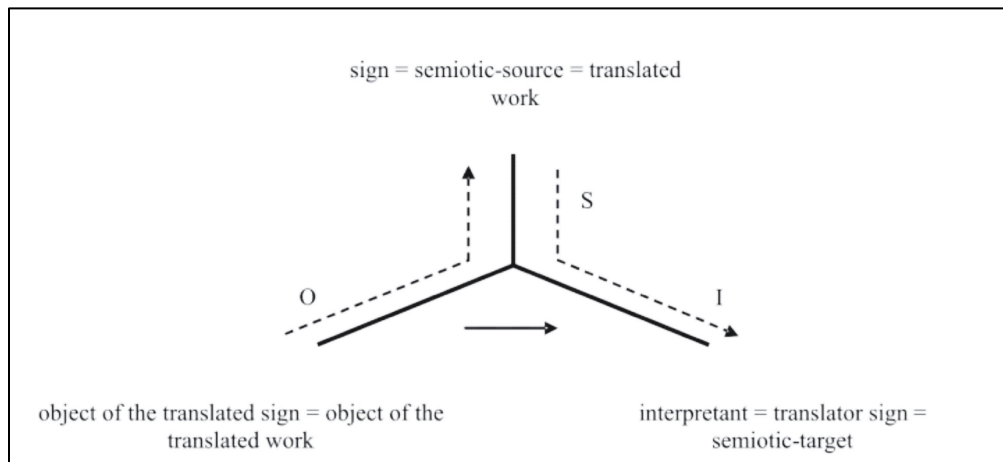 sign = semiotic-source = translated
work
S
O
I
object of the translated sign = object of the
translated work
interpretant = translator sign =
semiotic-target